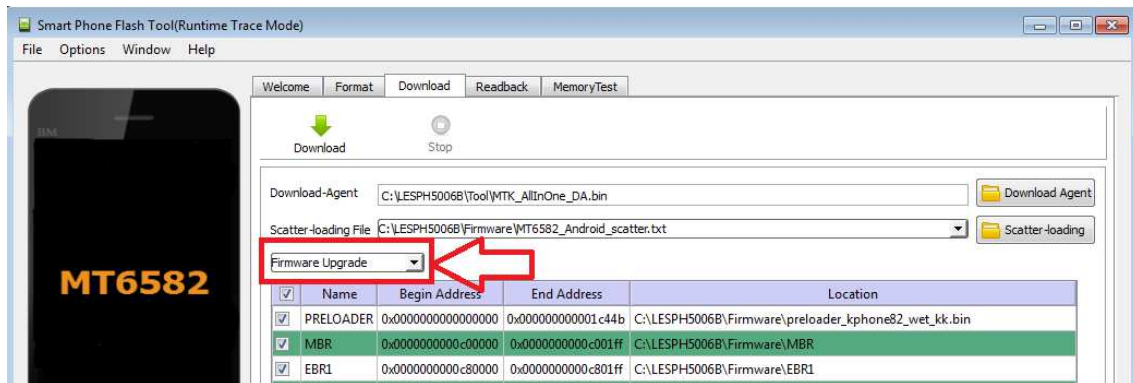 Smart Phone Flash Tool(Runtime Trace Mode)
File Options Window Help
Welcome Format Download Readback MemoryTest
BM
Download Stop
Download-Agent C:\LESPH5006B\Tool\MTK_AllInOne_DA.bin Download Agent
Scatter-loading File C:\LESPH5006B\Firmware\MT6582_Android_scatter.txt Scatter-loading
Firmware Upgrade
MT6582
Name Begin Address End Address Location
PRELOADER 0x0000000000000000 0x000000000001c44b C:\LESPH5006B\Firmware\preloader_kphone82_wet_kk.bin
MBR 0x0000000000c00000 0x0000000000c001ff C:\LESPH5006B\Firmware\MBR
EBR1 0x0000000000c80000 0x0000000000c801ff C:\LESPH5006B\Firmware\EBR1